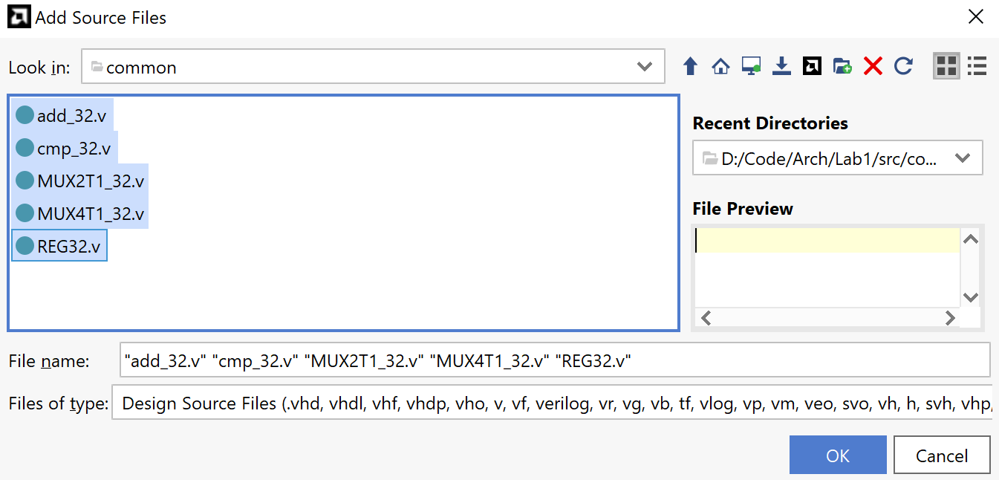 Add Source Files
Look in: common
add_32.v
cmp_32.v
MUX2T1_32.v
MUX4T1_32.v
REG32.v
Recent Directories
D:/Code/Arch/Lab1/src/co...
File Preview
File name: "add_32.v" "cmp_32.v" "MUX2T1_32.v" "MUX4T1_32.v" "REG32.v"
Files of type: Design Source Files (.vhd, vhdl, vhf, vhdp, vho, v, vf, verilog, vr, vg, vb, tf, vlog, vp, vm, veo, svo, vh, h, svh, vhp,
OK Cancel